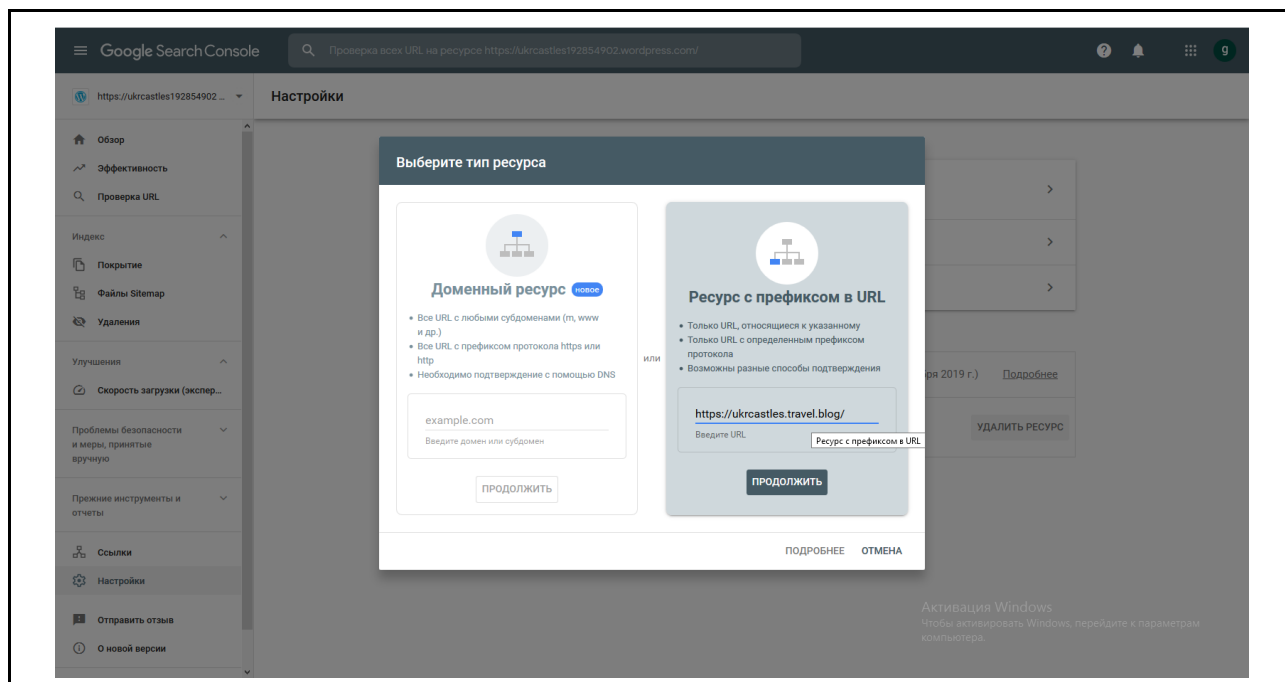 Google Search Console
Проверка всех URL на ресурсе https://ukrcastles192854902.wordpress.com/
g
https://ukrcastles192854902 ...
Настройки
Обзор
Эффективность
Проверка URL
Индекс
Покрытие
Файлы Sitemap
Удаления
Улучшения
Скорость загрузки (экспер...
Проблемы безопасности
и меры, принятые
вручную
Прежние инструменты и
отчеты
Ссылки
Настройки
Отправить отзыв
О новой версии
Выберите тип ресурса
Доменный ресурс новое
Все URL с любыми субдоменами (m, www
и др.)
Все URL с префиксом протокола https или
http
Необходимо подтверждение с помощью DNS
example.com
Введите домен или субдомен
ПРОДОЛЖИТЬ
или
Ресурс с префиксом в URL
Только URL, относящиеся к указанному
Только URL с определенным префиксом
протокола
Возможны разные способы подтверждения
https://ukrcastles.travel.blog/
Введите URL
Ресурс с префиксом в URL
ПРОДОЛЖИТЬ
ПОДРОБНЕЕ ОТМЕНА
2019 г.) Подробнее
УДАЛИТЬ РЕСУРС
Активация Windows
Чтобы активировать Windows, перейдите к параметрам
компьютера.